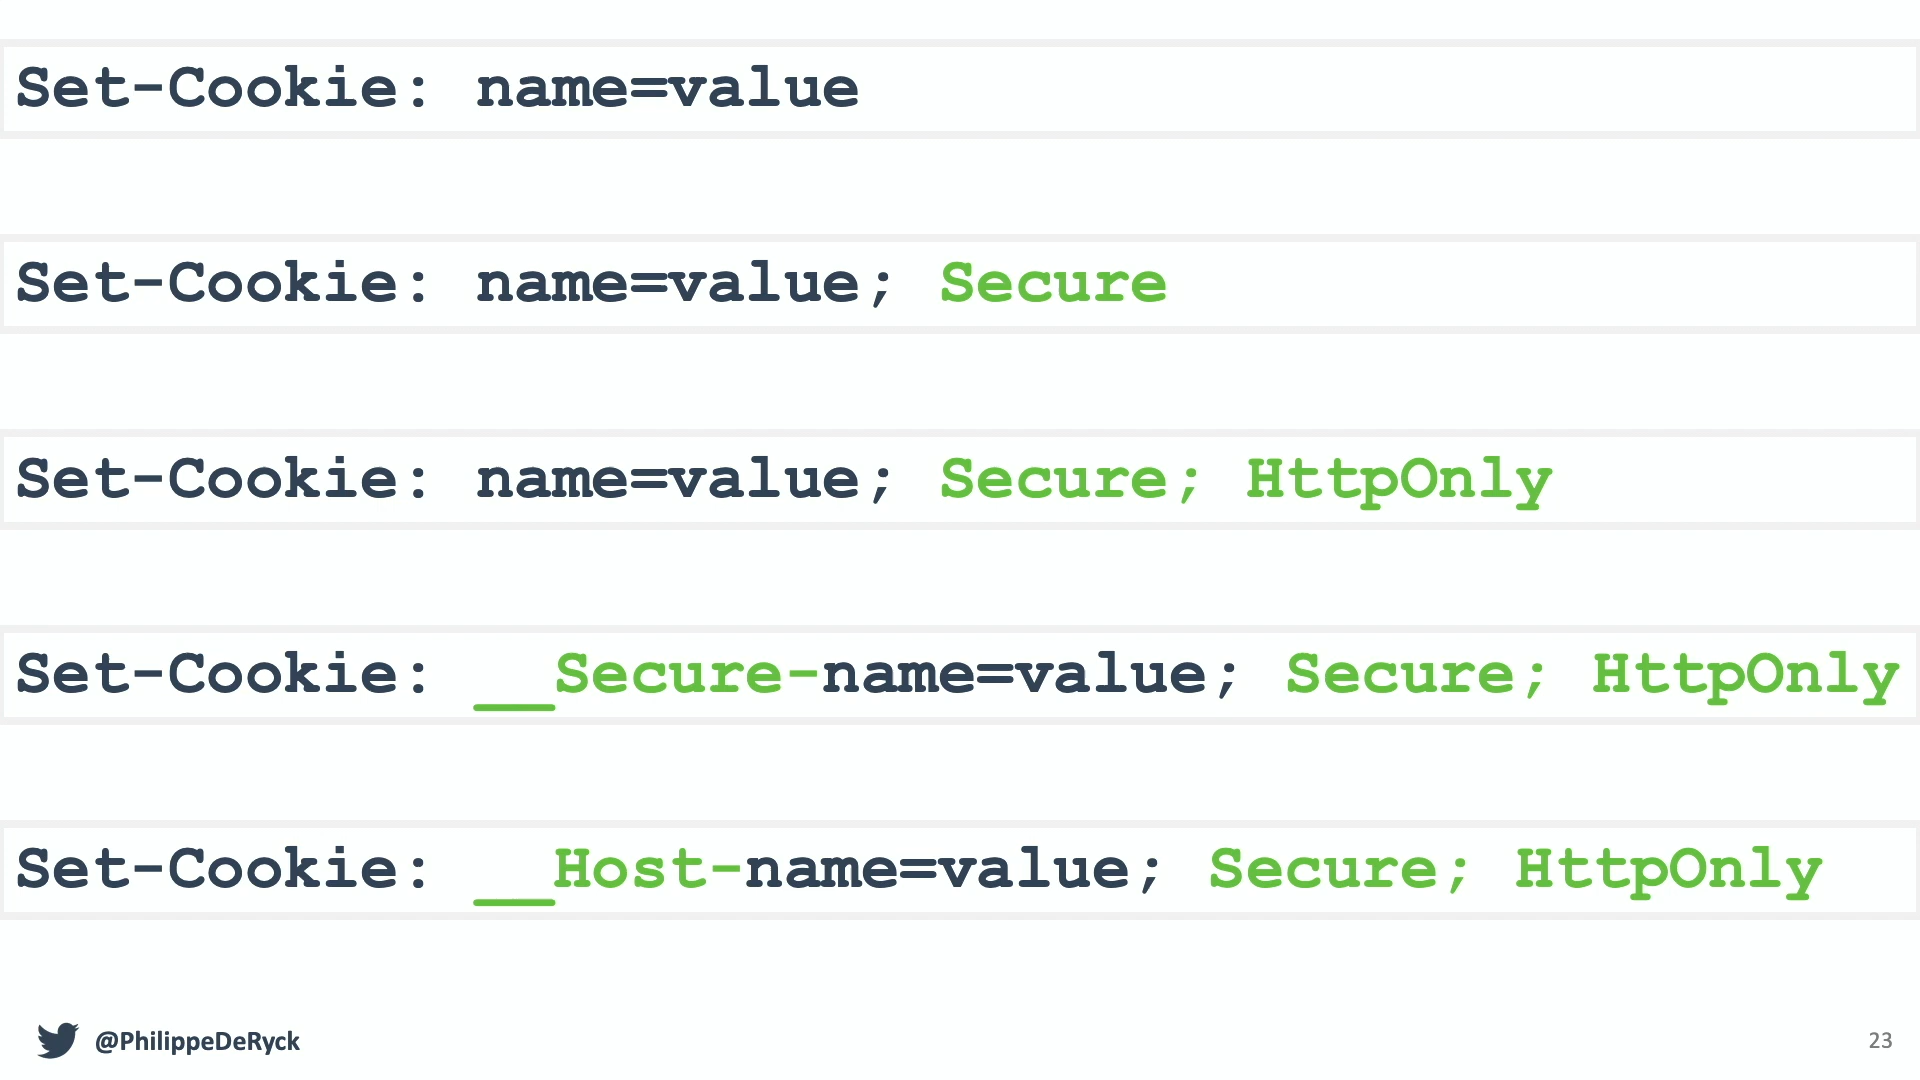 Set-Cookie: name=value
Set-Cookie: name=value; Secure
Set-Cookie: name=value; Secure; HttpOnly
Set-Cookie: __Secure-name=value; Secure; HttpOnly
Set-Cookie: __Host-name=value; Secure; HttpOnly
@PhilippeDeRyck
23